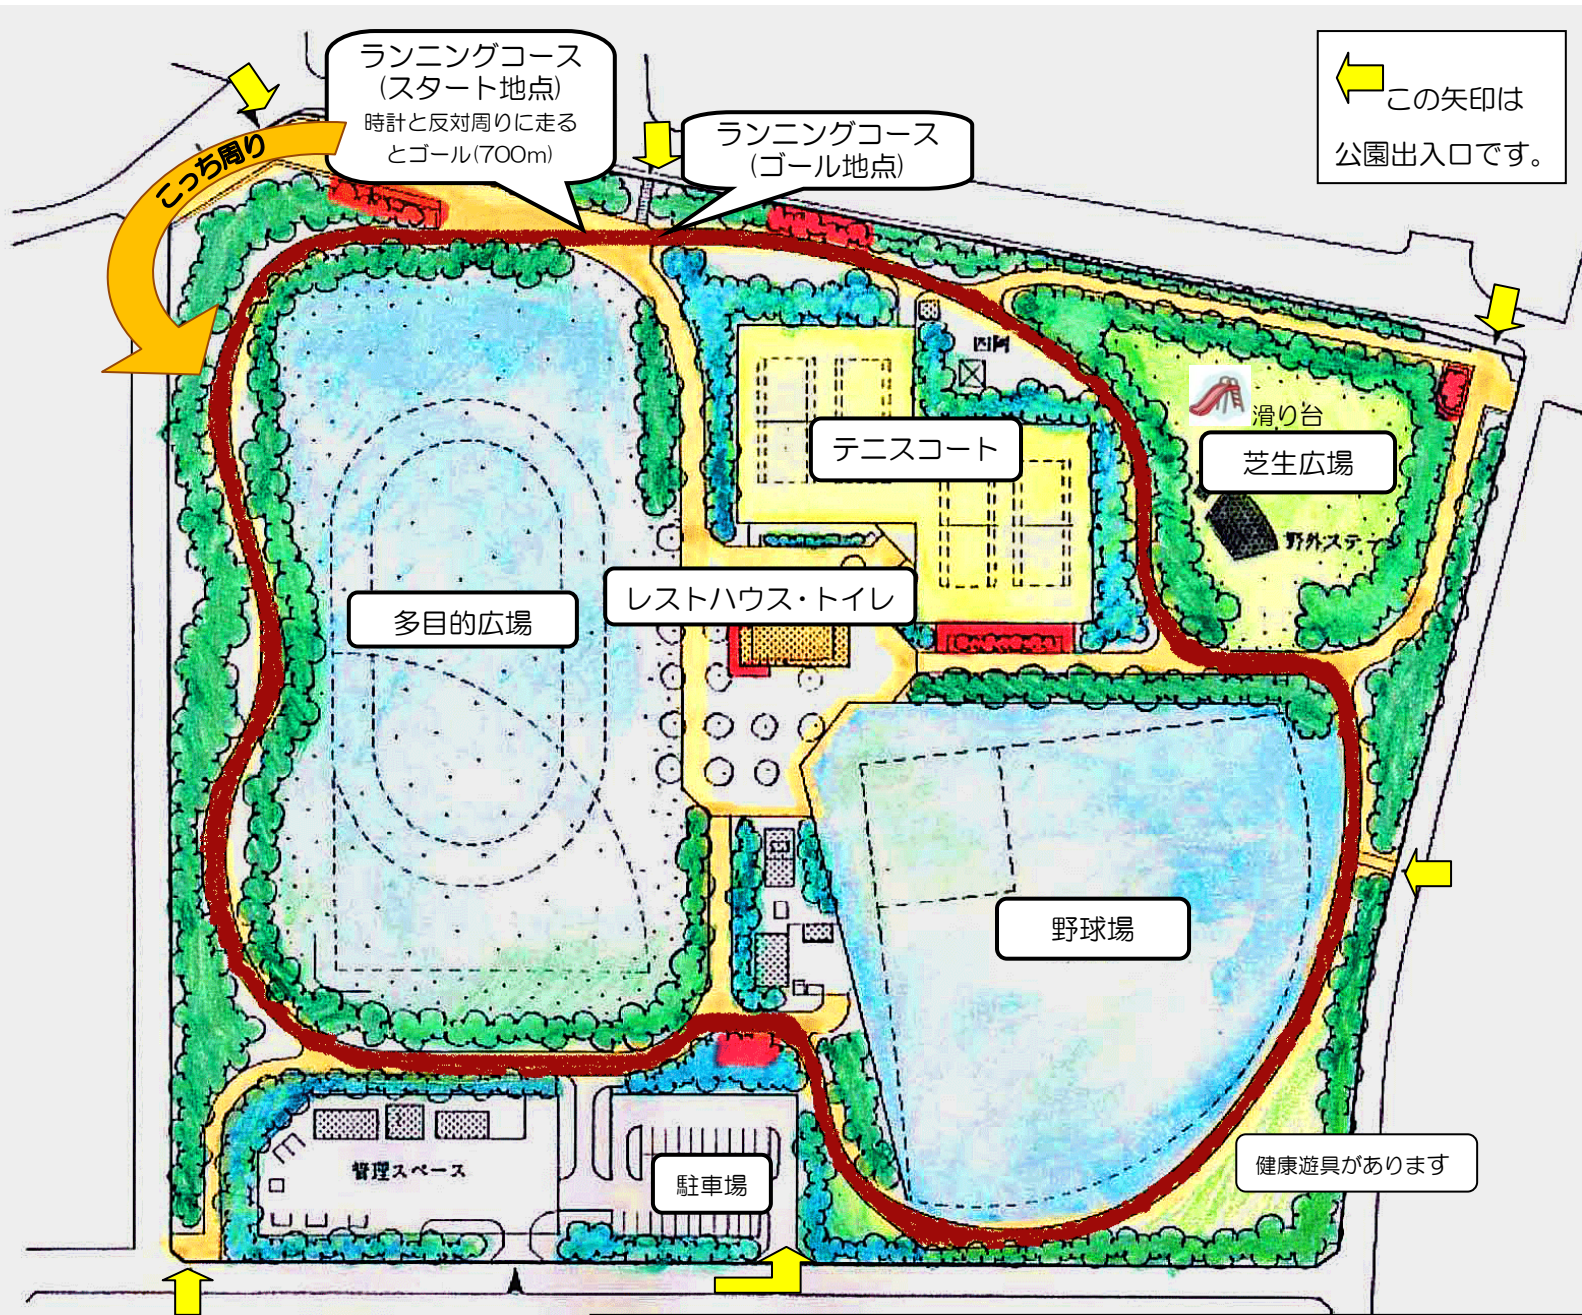 ランニングコース
(スタート地点)
時計と反対周りに走る
とゴール(700m)
ランニングコース
(ゴール地点)
この矢印は
公園出入口です。
こっち周り
滑り台
芝生広場
テニスコート
野外ステージ
レストハウス・トイレ
多目的広場
野球場
健康遊具があります
管理スペース
駐車場